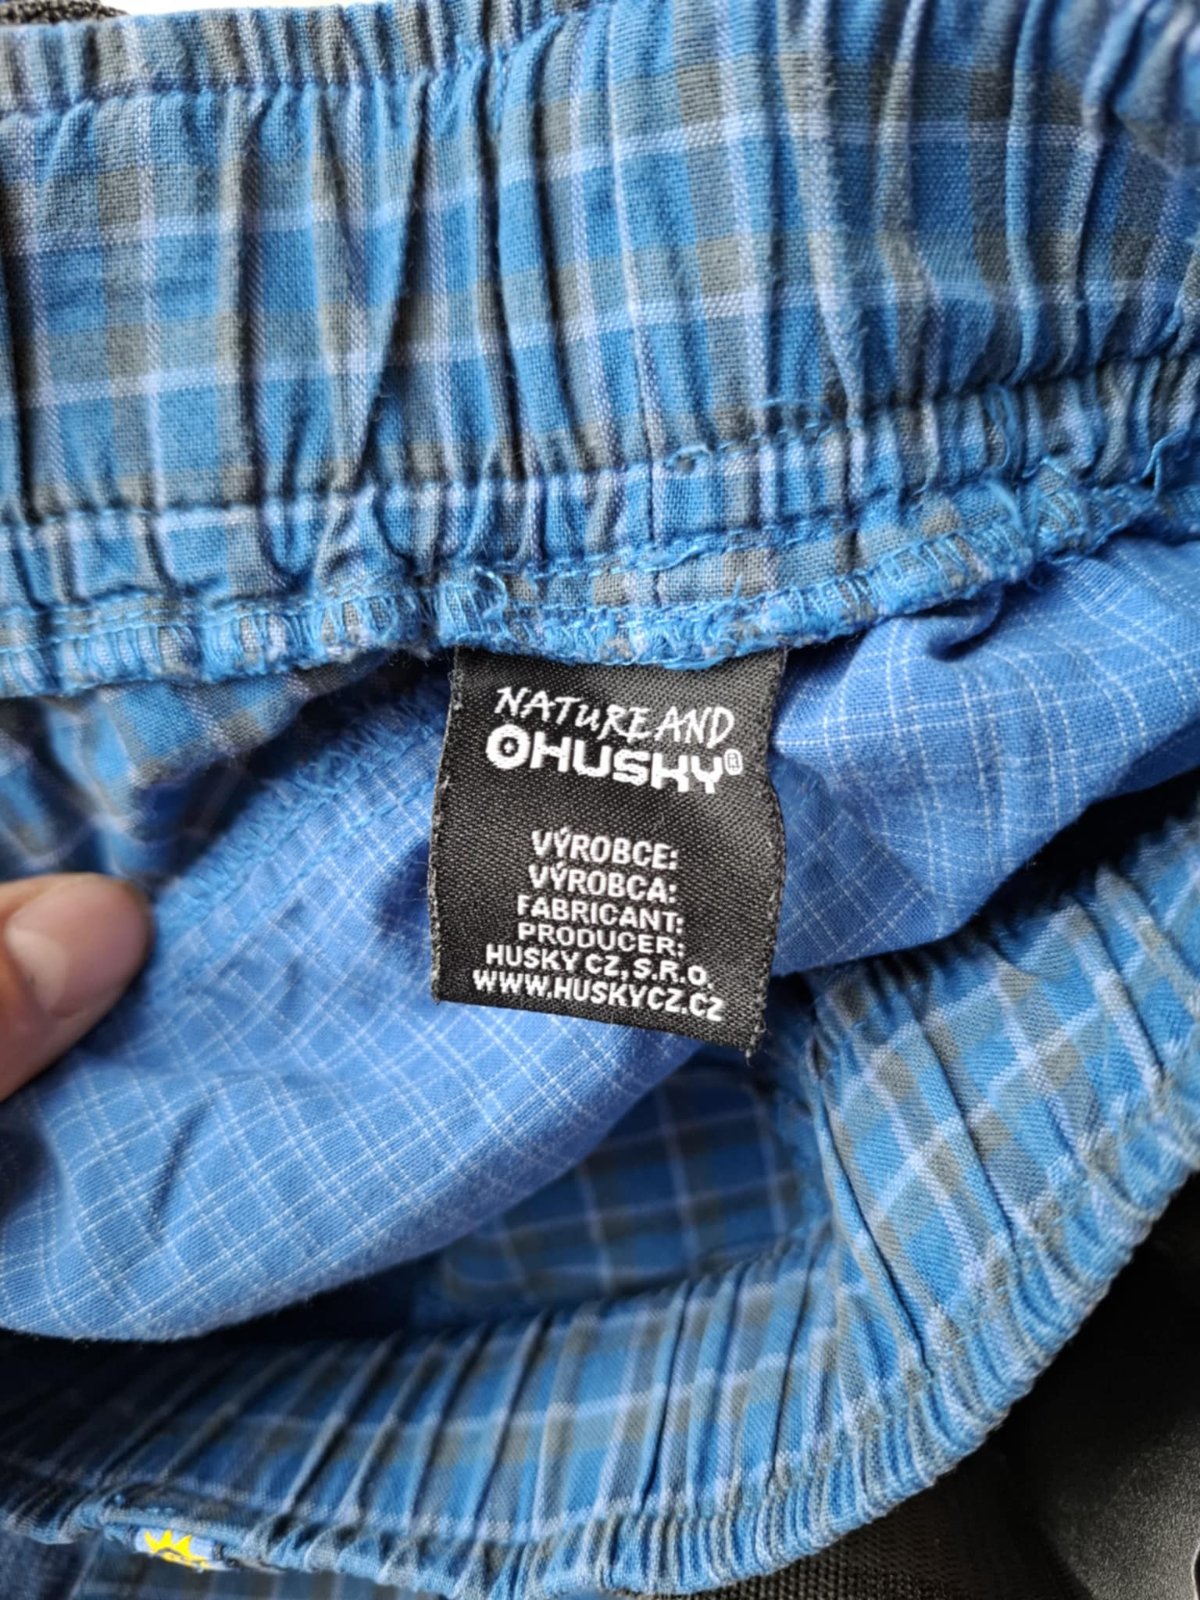 NATURE AND
HUSKY®
VÝROBCE:
VÝROBCA:
FABRICANT:
PRODUCER:
HUSKY CZ, S.R.O.
WWW.HUSKYCZ.CZ